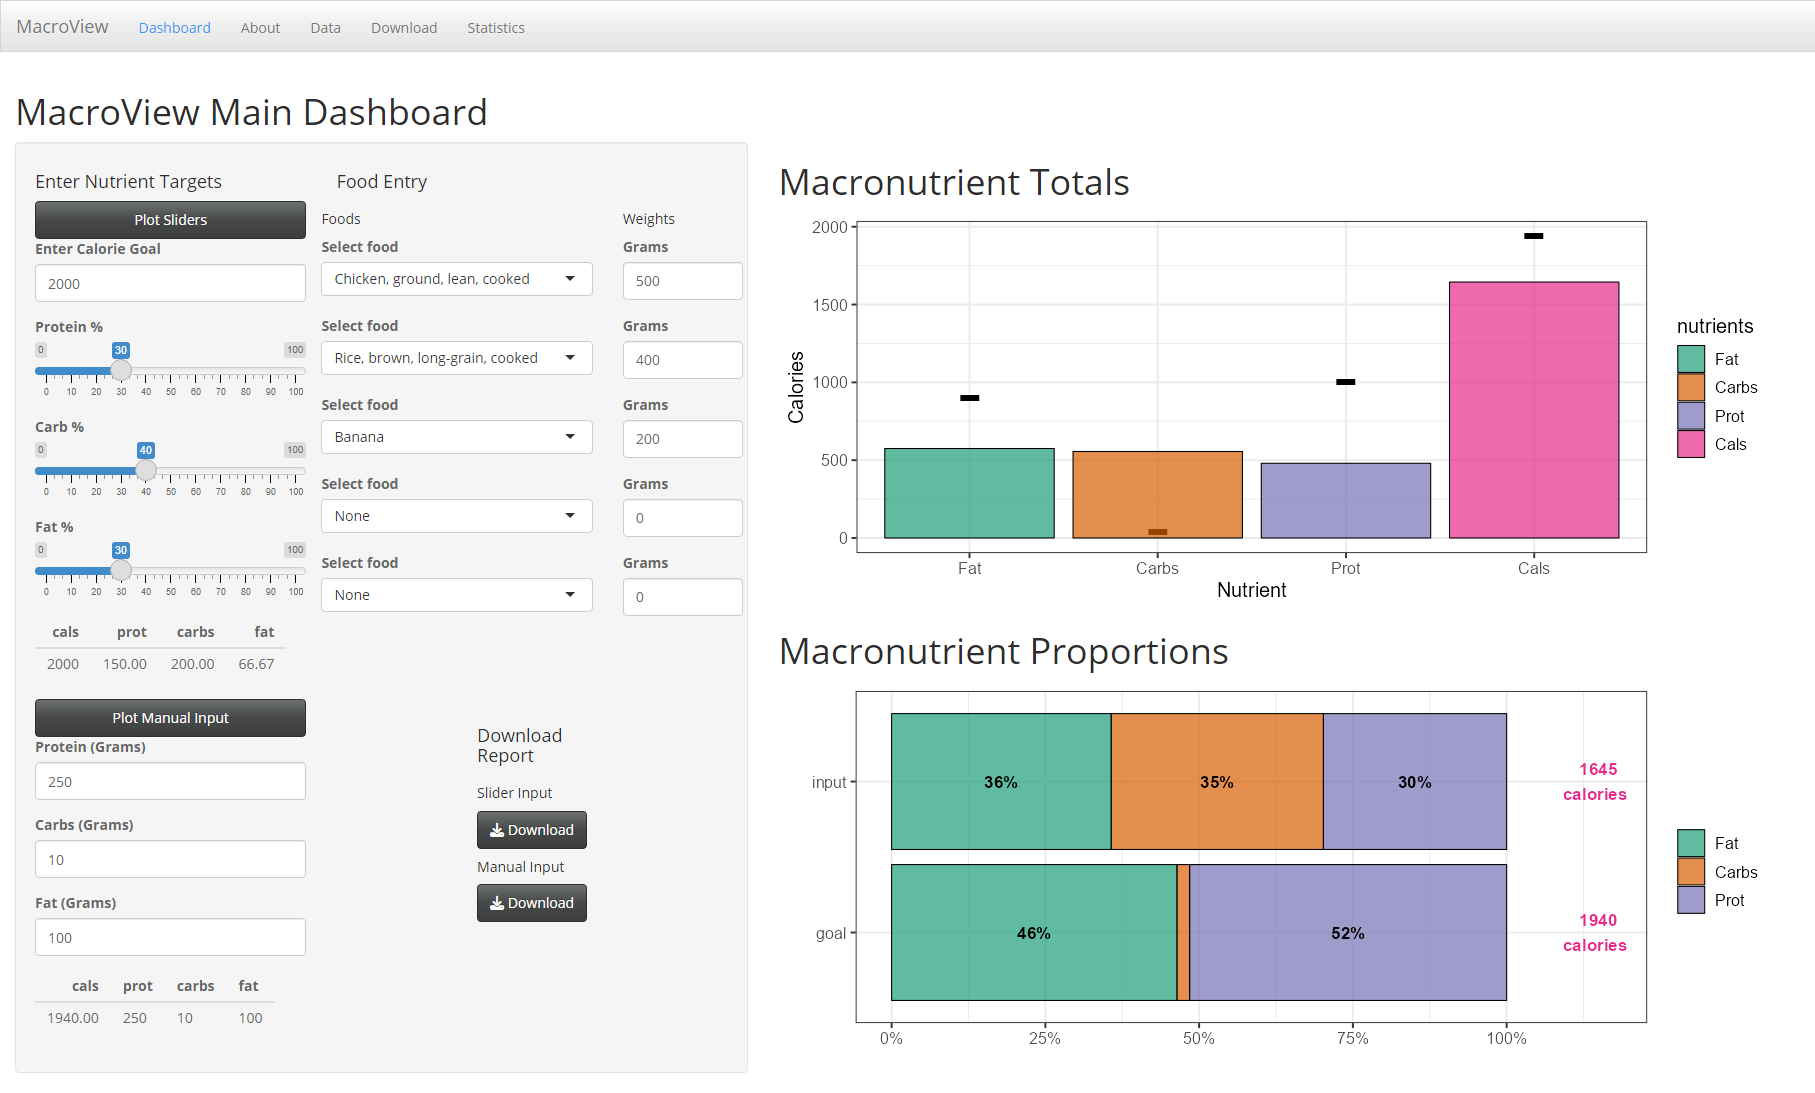 MacroView Dashboard About Data Download Statistics
MacroView Main Dashboard
Enter Nutrient Targets
Plot Sliders
Enter Calorie Goal
2000
Protein %
0 30 100
0 10 20 30 40 50 60 70 80 90 100
Carb %
0 40 100
0 10 20 30 40 50 60 70 80 90 100
Fat %
0 30 100
0 10 20 30 40 50 60 70 80 90 100
cals prot carbs fat
2000 150.00 200.00 66.67
Plot Manual Input
Protein (Grams)
250
Carbs (Grams)
10
Fat (Grams)
100
cals prot carbs fat
1940.00 250 10 100
Food Entry
Foods Weights
Select food Grams
Chicken, ground, lean, cooked 500
Select food Grams
Rice, brown, long-grain, cooked 400
Select food Grams
Banana 200
Select food Grams
None 0
Select food Grams
None 0
Download
Report
Slider Input
Download
Manual Input
Download
Macronutrient Totals
Calories
2000
1500
1000
500
0
Fat Carbs Prot Cals
Nutrient
nutrients
Fat
Carbs
Prot
Cals
Macronutrient Proportions
input 36% 35% 30% 1645
calories
goal 46% 52% 1940
calories
0% 25% 50% 75% 100%
Fat
Carbs
Prot